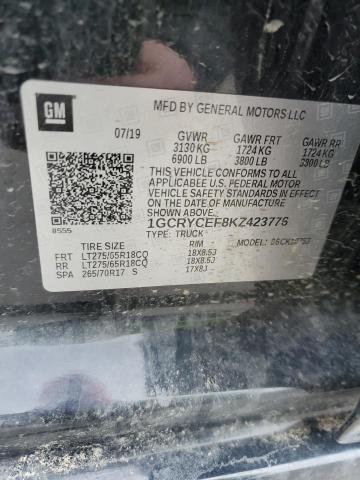 GM
MFD BY GENERAL MOTORS LLC
07/19 GVWR GAWR FRT GAWR RR
3130 KG 1724 KG 1724 KG
6900 LB 3800 LB 3800 LB
THIS VEHICLE CONFORMS TO ALL
APPLICABLE U.S. FEDERAL MOTOR
VEHICLE SAFETY STANDARDS IN
EFFECT ON THE DATE OF
MANUFACTURE SHOWN ABOVE.
8555 1GCRYCEF8KZ423775
TYPE: TRUCK
TIRE SIZE RIM
FRT LT275/65R18CQ 18X8.5J
RR LT275/65R18CQ 18X8.5J
SPA 265/70R17 S 17X8J